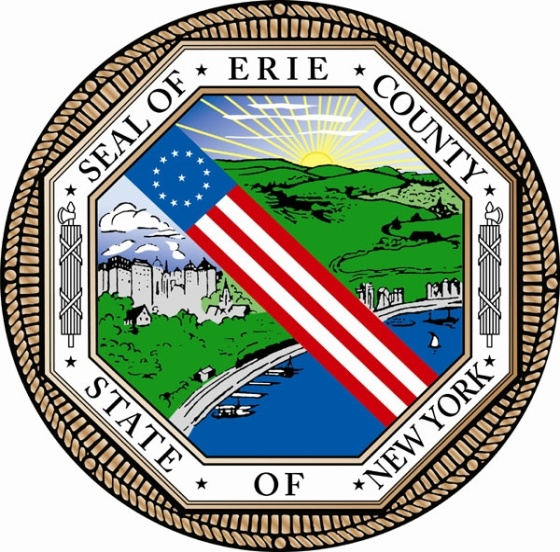 SEAL OF ★ ERIE ★ COUNTY
STATE ★ OF ★ NEW YORK